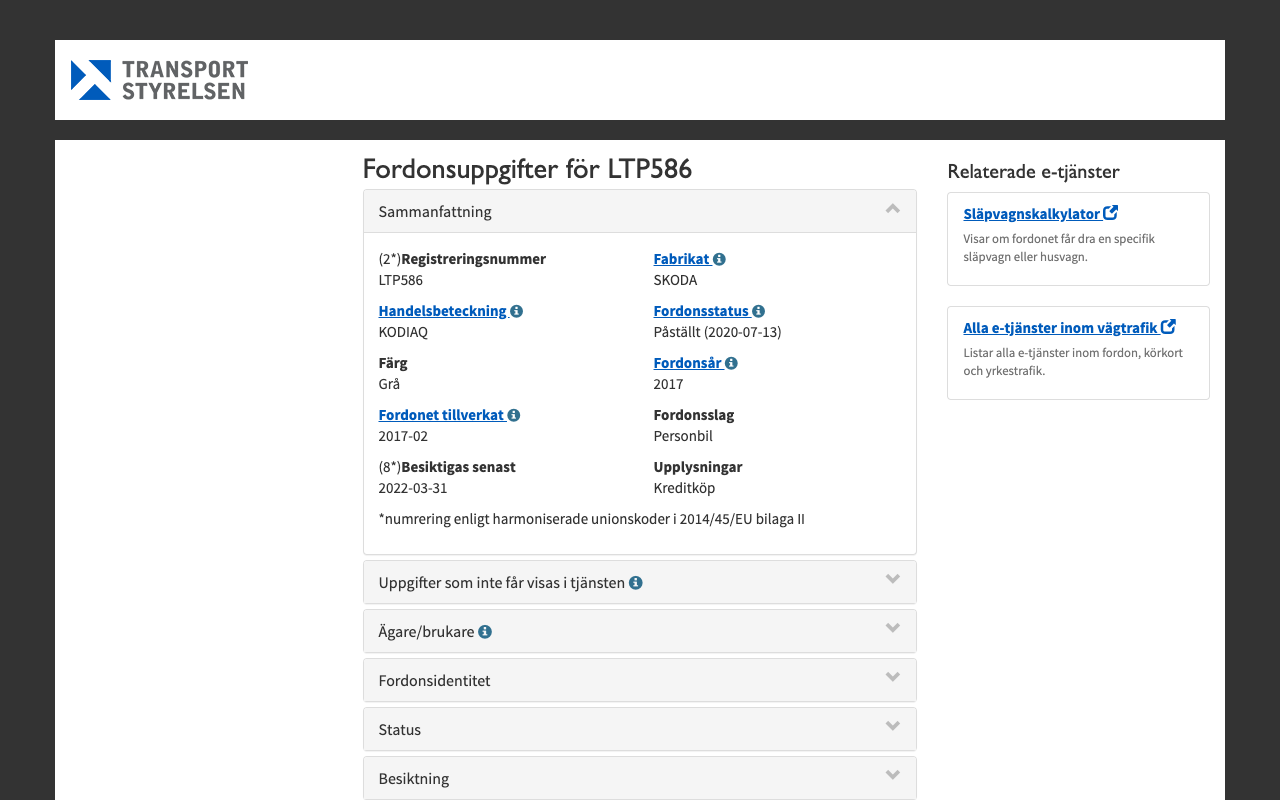 TRANSPORT
STYRELSEN
Fordonsuppgifter för LTP586
Sammanfattning
(2*)Registreringsnummer
LTP586
Fabrikat
SKODA
Handelsbeteckning
KODIAQ
Fordonsstatus
Påställt (2020-07-13)
Färg
Grå
Fordonsår
2017
Fordonet tillverkat
2017-02
Fordonsslag
Personbil
(8*)Besiktigas senast
2022-03-31
Upplysningar
Kreditköp
*numrering enligt harmoniserade unionskoder i 2014/45/EU bilaga II
Uppgifter som inte får visas i tjänsten
Ägare/brukare
Fordonsidentitet
Status
Besiktning
Relaterade e-tjänster
Släpvagnskalkylator
Visar om fordonet får dra en specifik
släpvagn eller husvagn.
Alla e-tjänster inom vägtrafik
Listar alla e-tjänster inom fordon, körkort
och yrkestrafik.